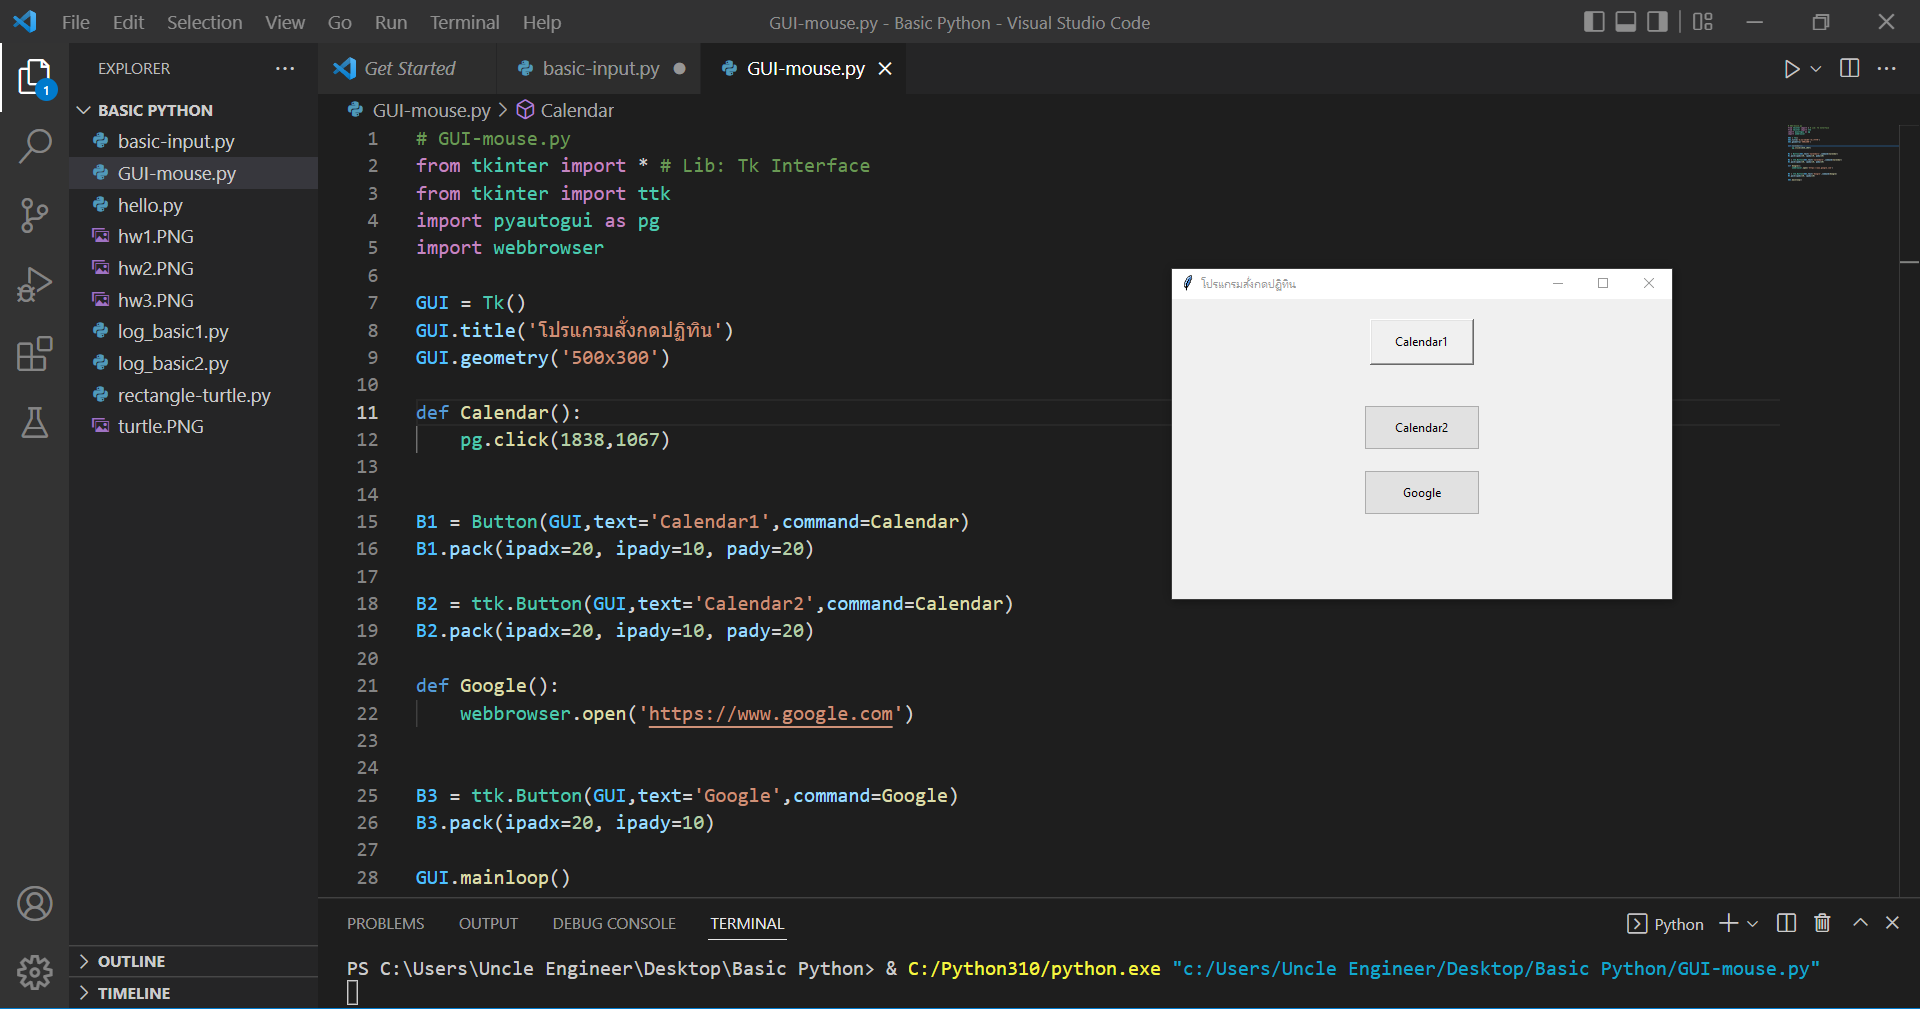 File Edit Selection View Go Run Terminal Help
GUI-mouse.py - Basic Python - Visual Studio Code
1
EXPLORER
BASIC PYTHON
basic-input.py
GUI-mouse.py
hello.py
hw1.PNG
hw2.PNG
hw3.PNG
log_basic1.py
log_basic2.py
rectangle-turtle.py
turtle.PNG
OUTLINE
TIMELINE
Get Started basic-input.py GUI-mouse.py
GUI-mouse.py > Calendar
1 # GUI-mouse.py
2 from tkinter import * # Lib: Tk Interface
3 from tkinter import ttk
4 import pyautogui as pg
5 import webbrowser
6
7 GUI = Tk()
8 GUI.title('โปรแกรมสั่งกดปฏิทิน')
9 GUI.geometry('500x300')
10
11 def Calendar():
12 pg.click(1838,1067)
13
14
15 B1 = Button(GUI,text='Calendar1',command=Calendar)
16 B1.pack(ipadx=20, ipady=10, pady=20)
17
18 B2 = ttk.Button(GUI,text='Calendar2',command=Calendar)
19 B2.pack(ipadx=20, ipady=10, pady=20)
20
21 def Google():
22 webbrowser.open('https://www.google.com')
23
24
25 B3 = ttk.Button(GUI,text='Google',command=Google)
26 B3.pack(ipadx=20, ipady=10)
27
28 GUI.mainloop()
โปรแกรมสั่งกดปฏิทิน
Calendar1
Calendar2
Google
PROBLEMS OUTPUT DEBUG CONSOLE TERMINAL
Python
PS C:\Users\Uncle Engineer\Desktop\Basic Python> & C:/Python310/python.exe "c:/Users/Uncle Engineer/Desktop/Basic Python/GUI-mouse.py"